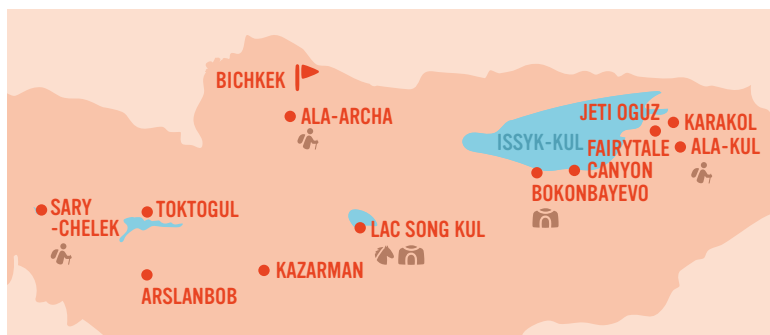 BICHKEK
ALA-ARCHA
JETI OGUZ
KARAKOL
ISSYK-KUL
FAIRYTALE
CANYON
ALA-KUL
BOKONBAYEVO
SARY
-CHELEK
TOKTOGUL
LAC SONG KUL
KAZARMAN
ARSLANBOB